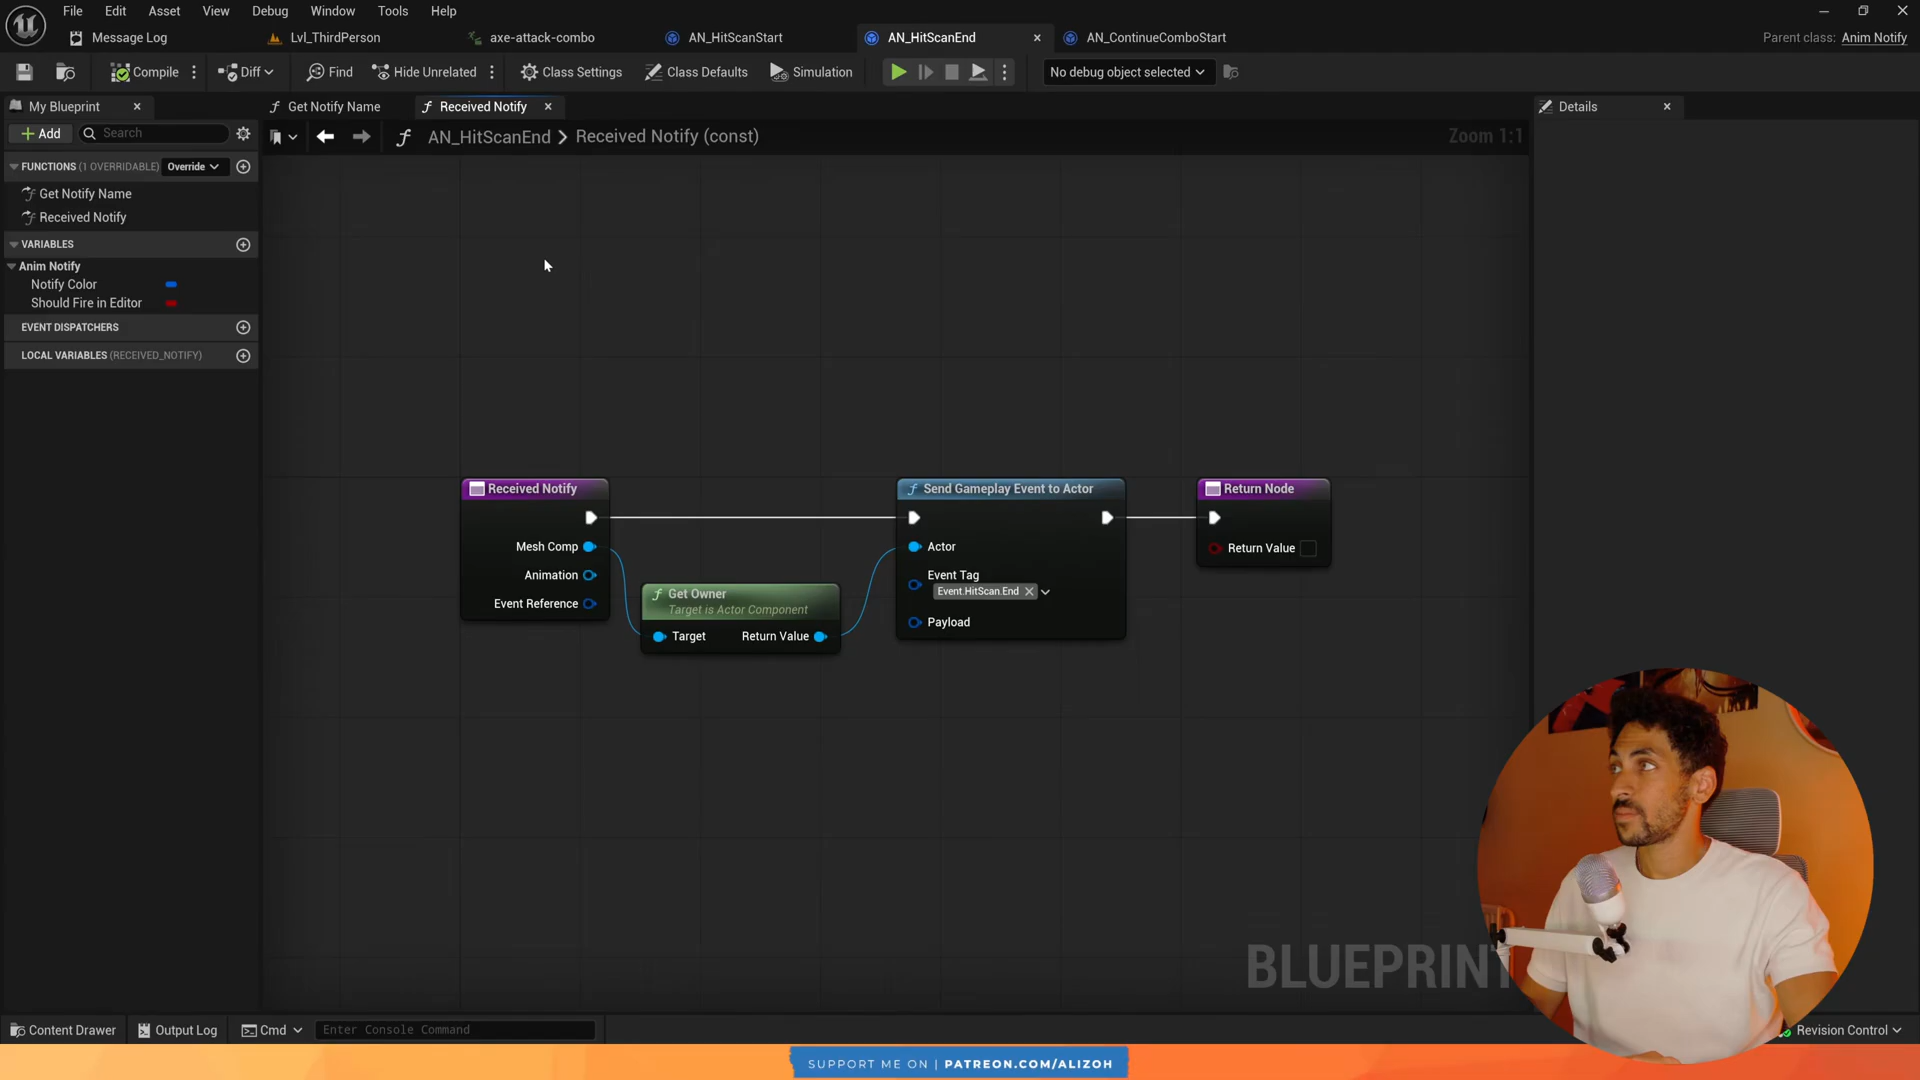 File Edit Asset View Debug Window Tools Help
Message Log Lvl_ThirdPerson axe-attack-combo AN_HitScanStart AN_HitScanEnd AN_ContinueComboStart Parent class: Anim Notify
Compile Diff Find Hide Unrelated Class Settings Class Defaults Simulation No debug object selected
My Blueprint Get Notify Name Received Notify Details
+ Add Search AN_HitScanEnd > Received Notify (const) Zoom 1:1
FUNCTIONS (1 OVERRIDABLE) Override
Get Notify Name
Received Notify
VARIABLES
Anim Notify
Notify Color
Should Fire in Editor
EVENT DISPATCHERS
LOCAL VARIABLES (RECEIVED_NOTIFY)
Received Notify
Mesh Comp
Animation
Event Reference
Get Owner
Target is Actor Component
Target Return Value
Send Gameplay Event to Actor
Actor
Event Tag
Event.HitScan.End
Payload
Return Node
Return Value
BLUEPRINT
Content Drawer Output Log Cmd Enter Console Command Revision Control
SUPPORT ME ON | PATREON.COM/ALIZOH